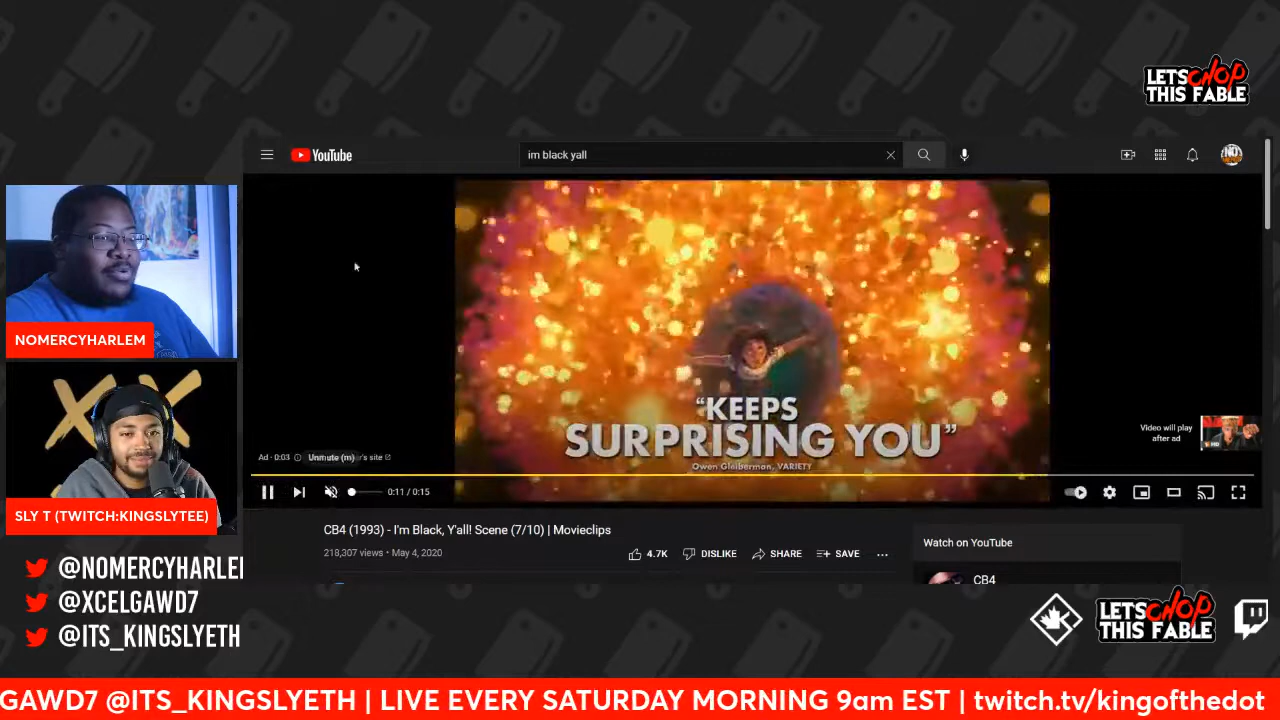 LETS CHOP
THIS FABLE
YouTube
im black yall
NOMERCYHARLEM
XX
SLY T (TWITCH:KINGSLYTEE)
"KEEPS
SURPRISING YOU"
Owen Gleiberman, VARIETY
Video will play
after ad
Ad · 0:03
Unmute (m)
r's site
0:11 / 0:15
CB4 (1993) - I'm Black, Y'all! Scene (7/10) | Movieclips
218,307 views • May 4, 2020
4.7K
DISLIKE
SHARE
SAVE
Watch on YouTube
CB4
@NOMERCYHARLE
@XCELGAWD7
@ITS_KINGSLYETH
LETS CHOP
THIS FABLE
GAWD7 @ITS_KINGSLYETH | LIVE EVERY SATURDAY MORNING 9am EST | twitch.tv/kingofthedot